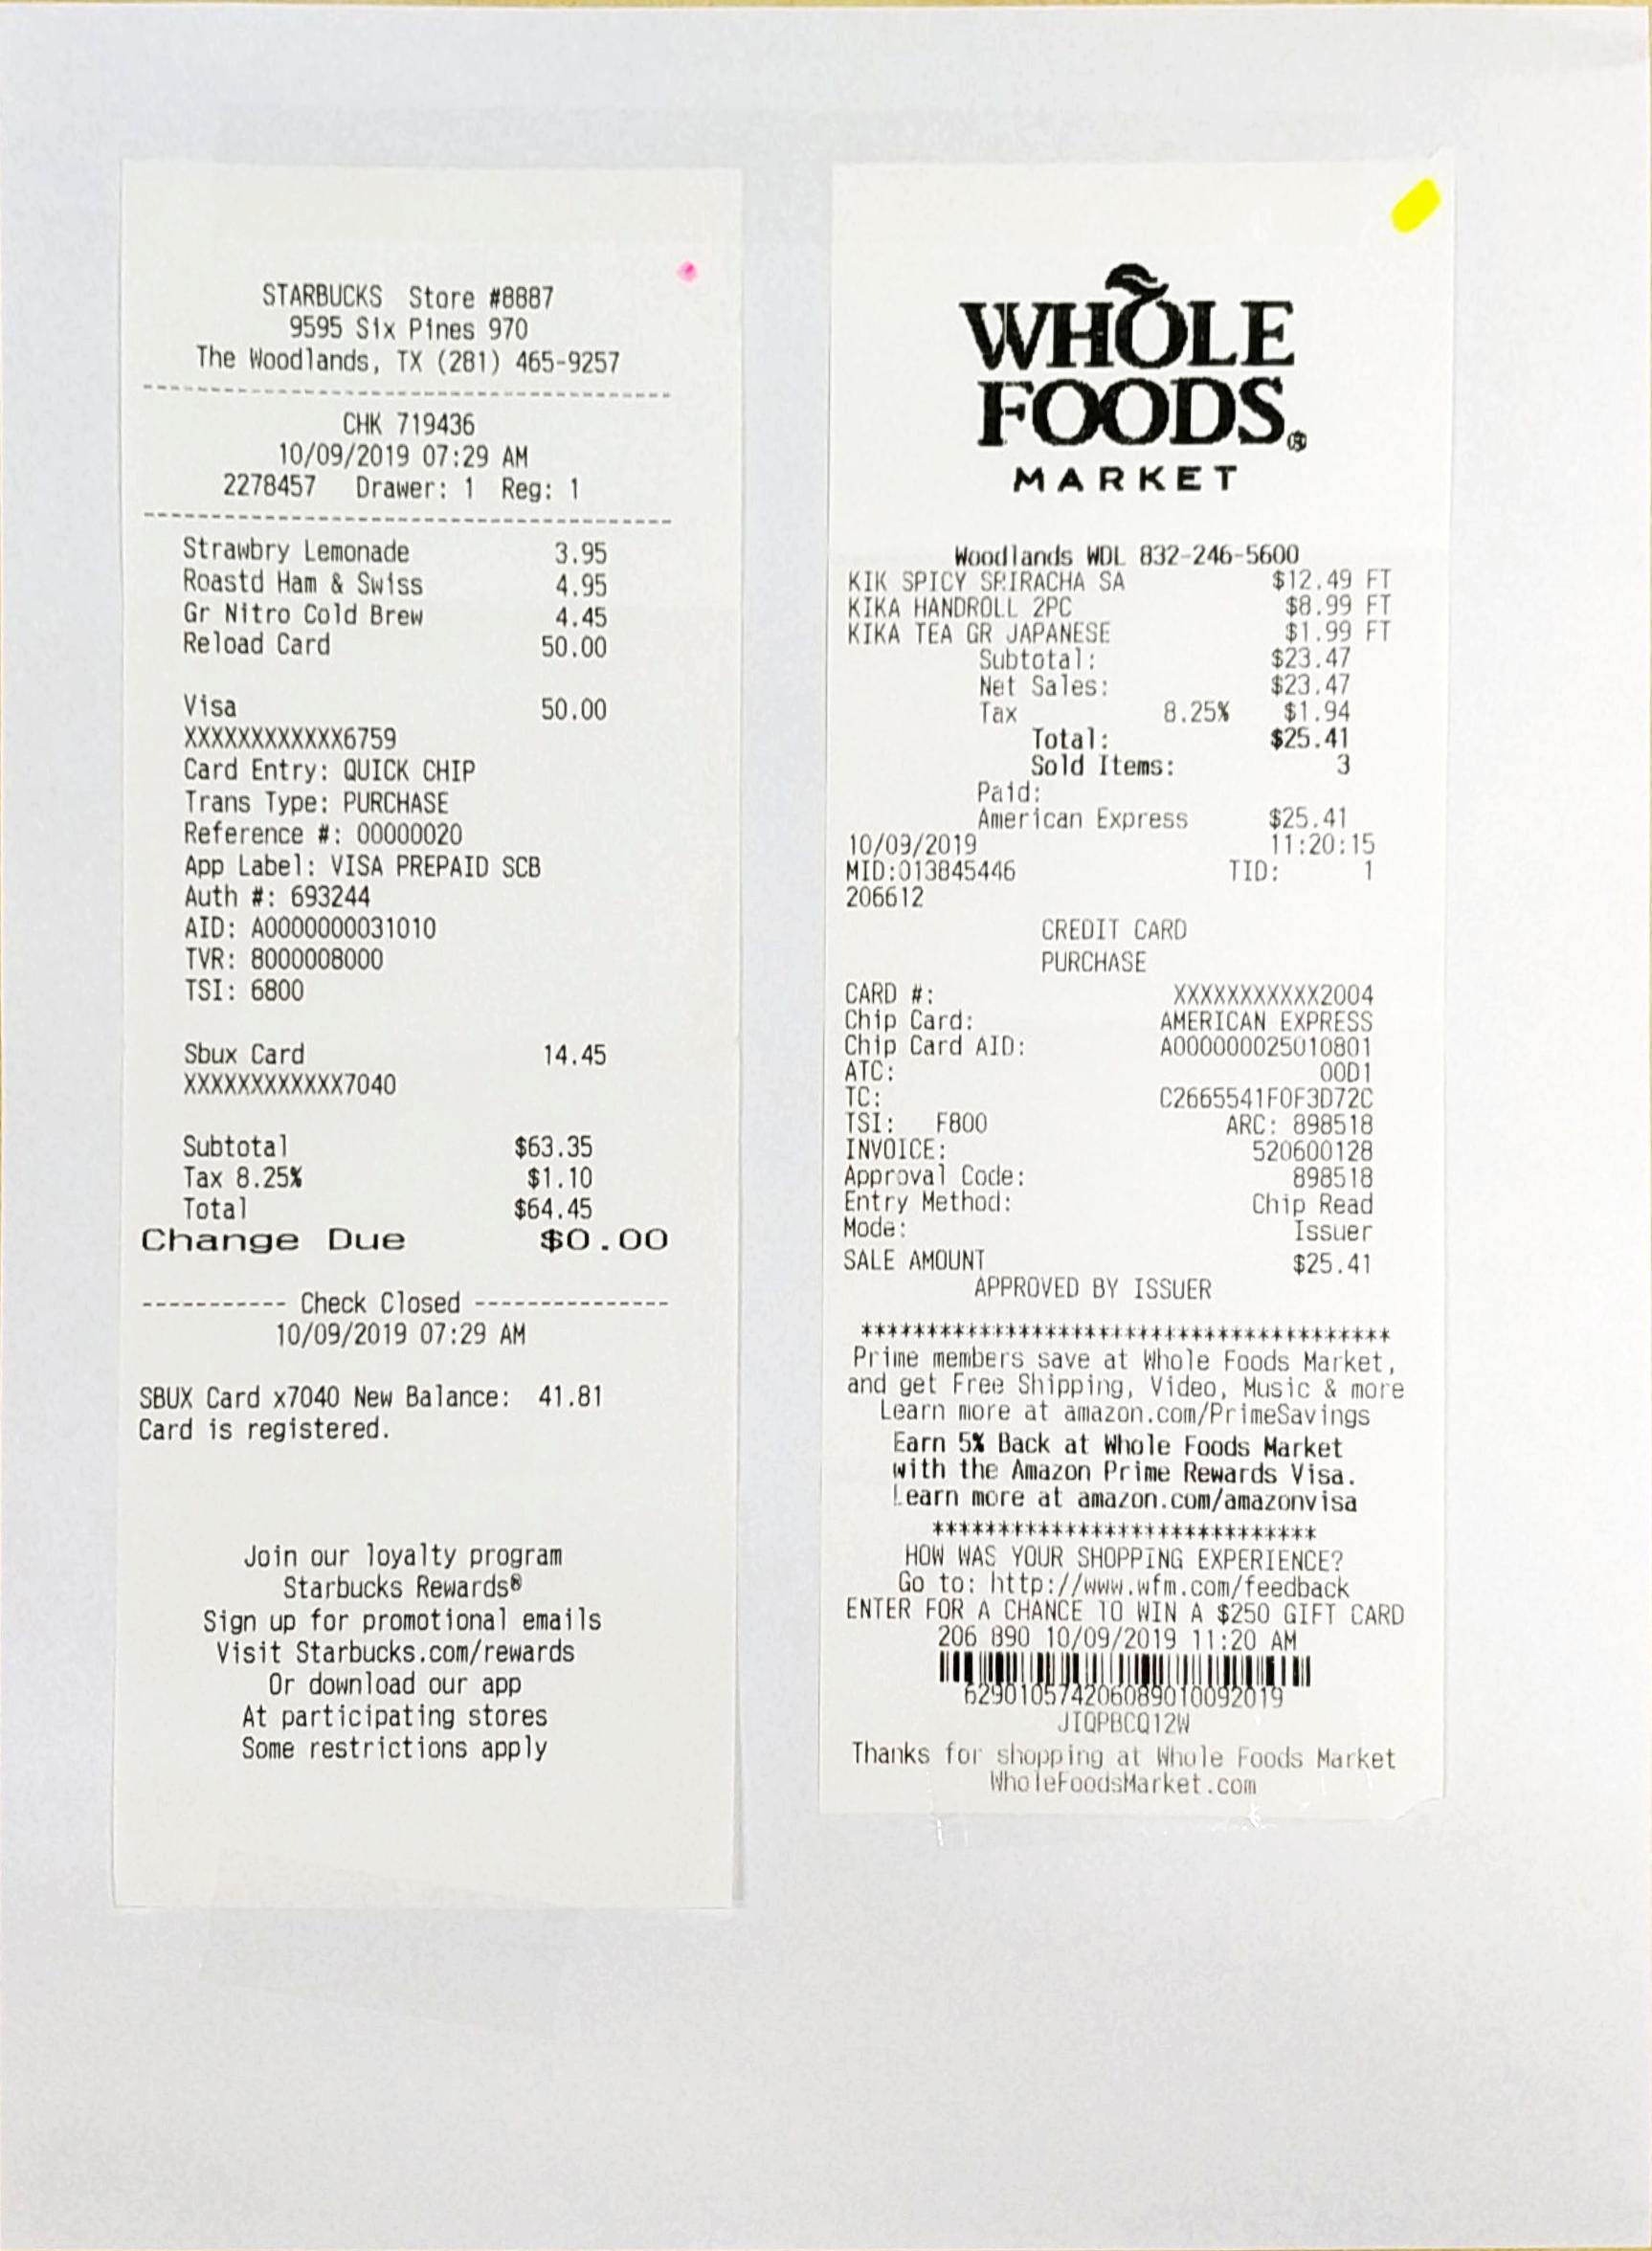 STARBUCKS Store #8887
9595 Six Pines 970
The Woodlands, TX (281) 465-9257
----------------------------------------
CHK 719436
10/09/2019 07:29 AM
2278457 Drawer: 1 Reg: 1
----------------------------------------
Strawbry Lemonade 3.95
Roastd Ham & Swiss 4.95
Gr Nitro Cold Brew 4.45
Reload Card 50.00
Visa 50.00
XXXXXXXXXXXX6759
Card Entry: QUICK CHIP
Trans Type: PURCHASE
Reference #: 00000020
App Label: VISA PREPAID SCB
Auth #: 693244
AID: A0000000031010
TVR: 8000008000
TSI: 6800
Sbux Card 14.45
XXXXXXXXXXXX7040
Subtotal $63.35
Tax 8.25% $1.10
Total $64.45
Change Due $0.00
----------- Check Closed ---------------
10/09/2019 07:29 AM
SBUX Card x7040 New Balance: 41.81
Card is registered.
Join our loyalty program
Starbucks Rewards®
Sign up for promotional emails
Visit Starbucks.com/rewards
Or download our app
At participating stores
Some restrictions apply
WHOLE
FOODS®
MARKET
Woodlands WDL 832-246-5600
KIK SPICY SRIRACHA SA $12.49 FT
KIKA HANDROLL 2PC $8.99 FT
KIKA TEA GR JAPANESE $1.99 FT
Subtotal: $23.47
Net Sales: $23.47
Tax 8.25% $1.94
Total: $25.41
Sold Items: 3
Paid:
American Express $25.41
10/09/2019 11:20:15
MID:013845446 TID: 1
206612
CREDIT CARD
PURCHASE
CARD #: XXXXXXXXXXX2004
Chip Card: AMERICAN EXPRESS
Chip Card AID: A000000025010801
ATC: 00D1
TC: C2665541F0F3D72C
TSI: F800 ARC: 898518
INVOICE: 520600128
Approval Code: 898518
Entry Method: Chip Read
Mode: Issuer
SALE AMOUNT $25.41
APPROVED BY ISSUER
****************************************
Prime members save at Whole Foods Market,
and get Free Shipping, Video, Music & more
Learn more at amazon.com/PrimeSavings
Earn 5% Back at Whole Foods Market
with the Amazon Prime Rewards Visa.
Learn more at amazon.com/amazonvisa
*****************************
HOW WAS YOUR SHOPPING EXPERIENCE?
Go to: http://www.wfm.com/feedback
ENTER FOR A CHANCE TO WIN A $250 GIFT CARD
206 890 10/09/2019 11:20 AM
629010574206089010092019
JIQPBCQ12W
Thanks for shopping at Whole Foods Market
WholeFoodsMarket.com